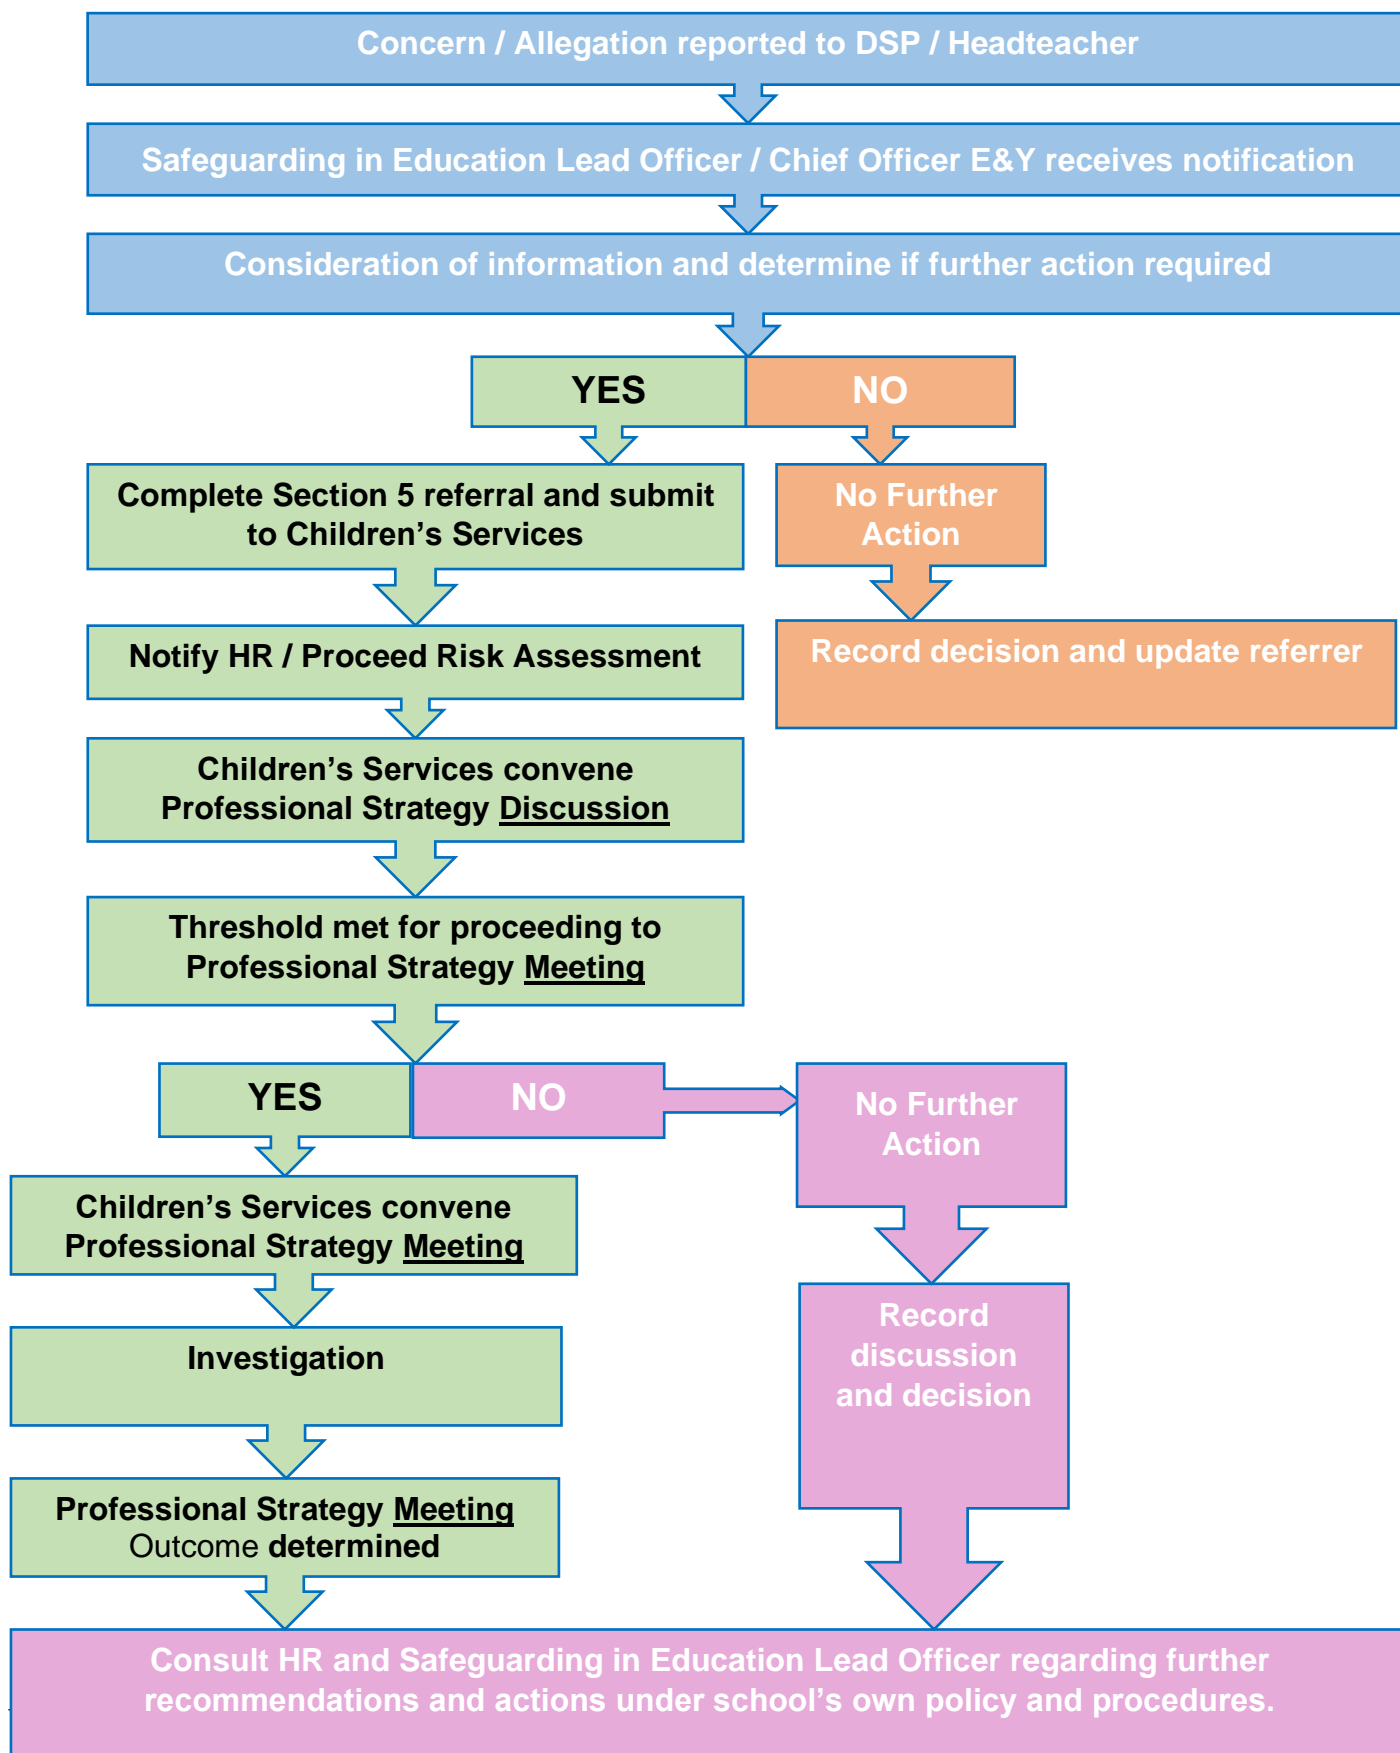 Concern / Allegation reported to DSP / Headteacher
Safeguarding in Education Lead Officer / Chief Officer E&Y receives notification
Consideration of information and determine if further action required
YES
NO
Complete Section 5 referral and submit
to Children’s Services
No Further
Action
Notify HR / Proceed Risk Assessment
Record decision and update referrer
Children’s Services convene
Professional Strategy Discussion
Threshold met for proceeding to
Professional Strategy Meeting
YES
NO
No Further
Action
Children’s Services convene
Professional Strategy Meeting
Record
discussion
and decision
Investigation
Professional Strategy Meeting
Outcome determined
Consult HR and Safeguarding in Education Lead Officer regarding further
recommendations and actions under school’s own policy and procedures.